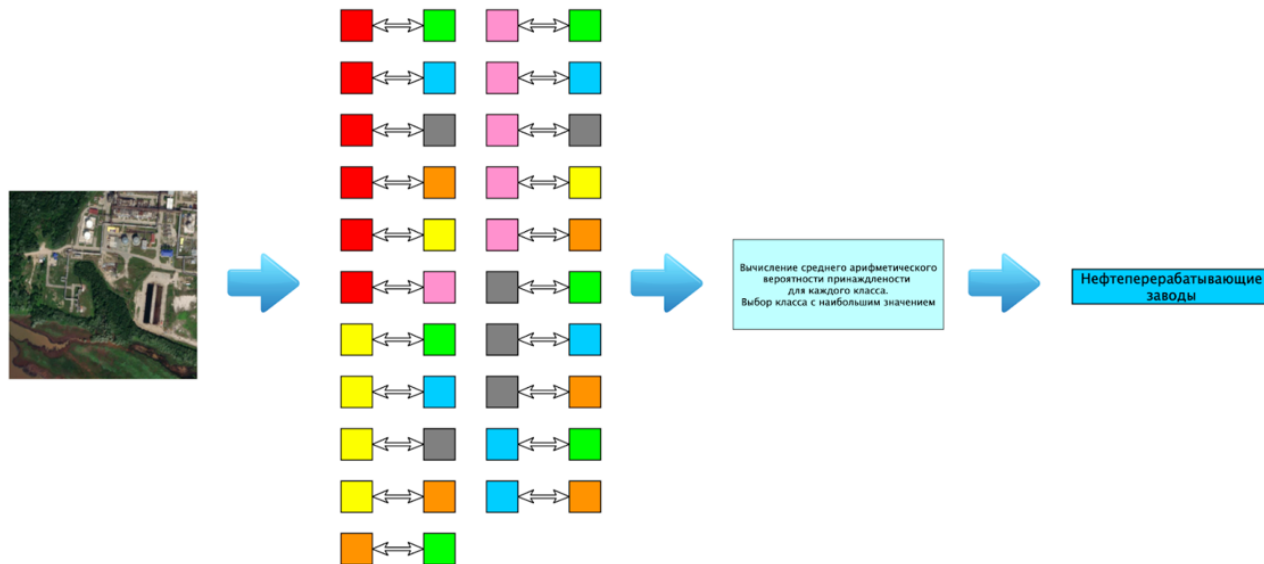 Вычисление среднего арифметического
вероятности принаждлености
для каждого класса.
Выбор класса с наибольшим значением
Нефтеперерабатывающие
заводы